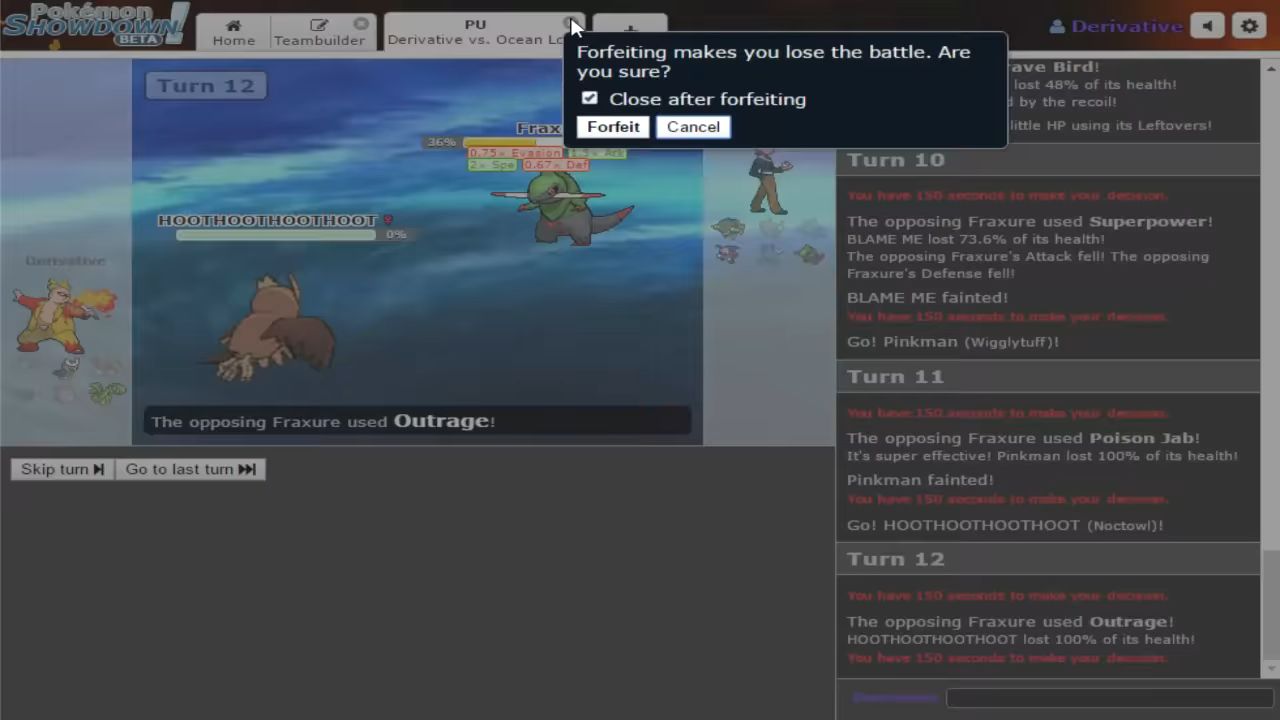 Pokémon
SHOWDOWN!
BETA
Home
Teambuilder
PU
Derivative vs. Ocean Lo
+
Derivative
Forfeiting makes you lose the battle. Are
you sure?
Close after forfeiting
Forfeit
Cancel
Turn 12
Frax
36%
0.75× Evasion
2× Spe
0.67× Def
HOOTHOOTHOOTHOOT
0%
Derivative
The opposing Fraxure used Outrage!
Skip turn
Go to last turn
rave Bird!
lost 48% of its health!
d by the recoil!
little HP using its Leftovers!
Turn 10
You have 150 seconds to make your decision.
The opposing Fraxure used Superpower!
BLAME ME lost 73.6% of its health!
The opposing Fraxure's Attack fell! The opposing
Fraxure's Defense fell!
BLAME ME fainted!
You have 150 seconds to make your decision.
Go! Pinkman (Wigglytuff)!
Turn 11
You have 150 seconds to make your decision.
The opposing Fraxure used Poison Jab!
It's super effective! Pinkman lost 100% of its health!
Pinkman fainted!
You have 150 seconds to make your decision.
Go! HOOTHOOTHOOTHOOT (Noctowl)!
Turn 12
You have 150 seconds to make your decision.
The opposing Fraxure used Outrage!
HOOTHOOTHOOTHOOT lost 100% of its health!
You have 150 seconds to make your decision.